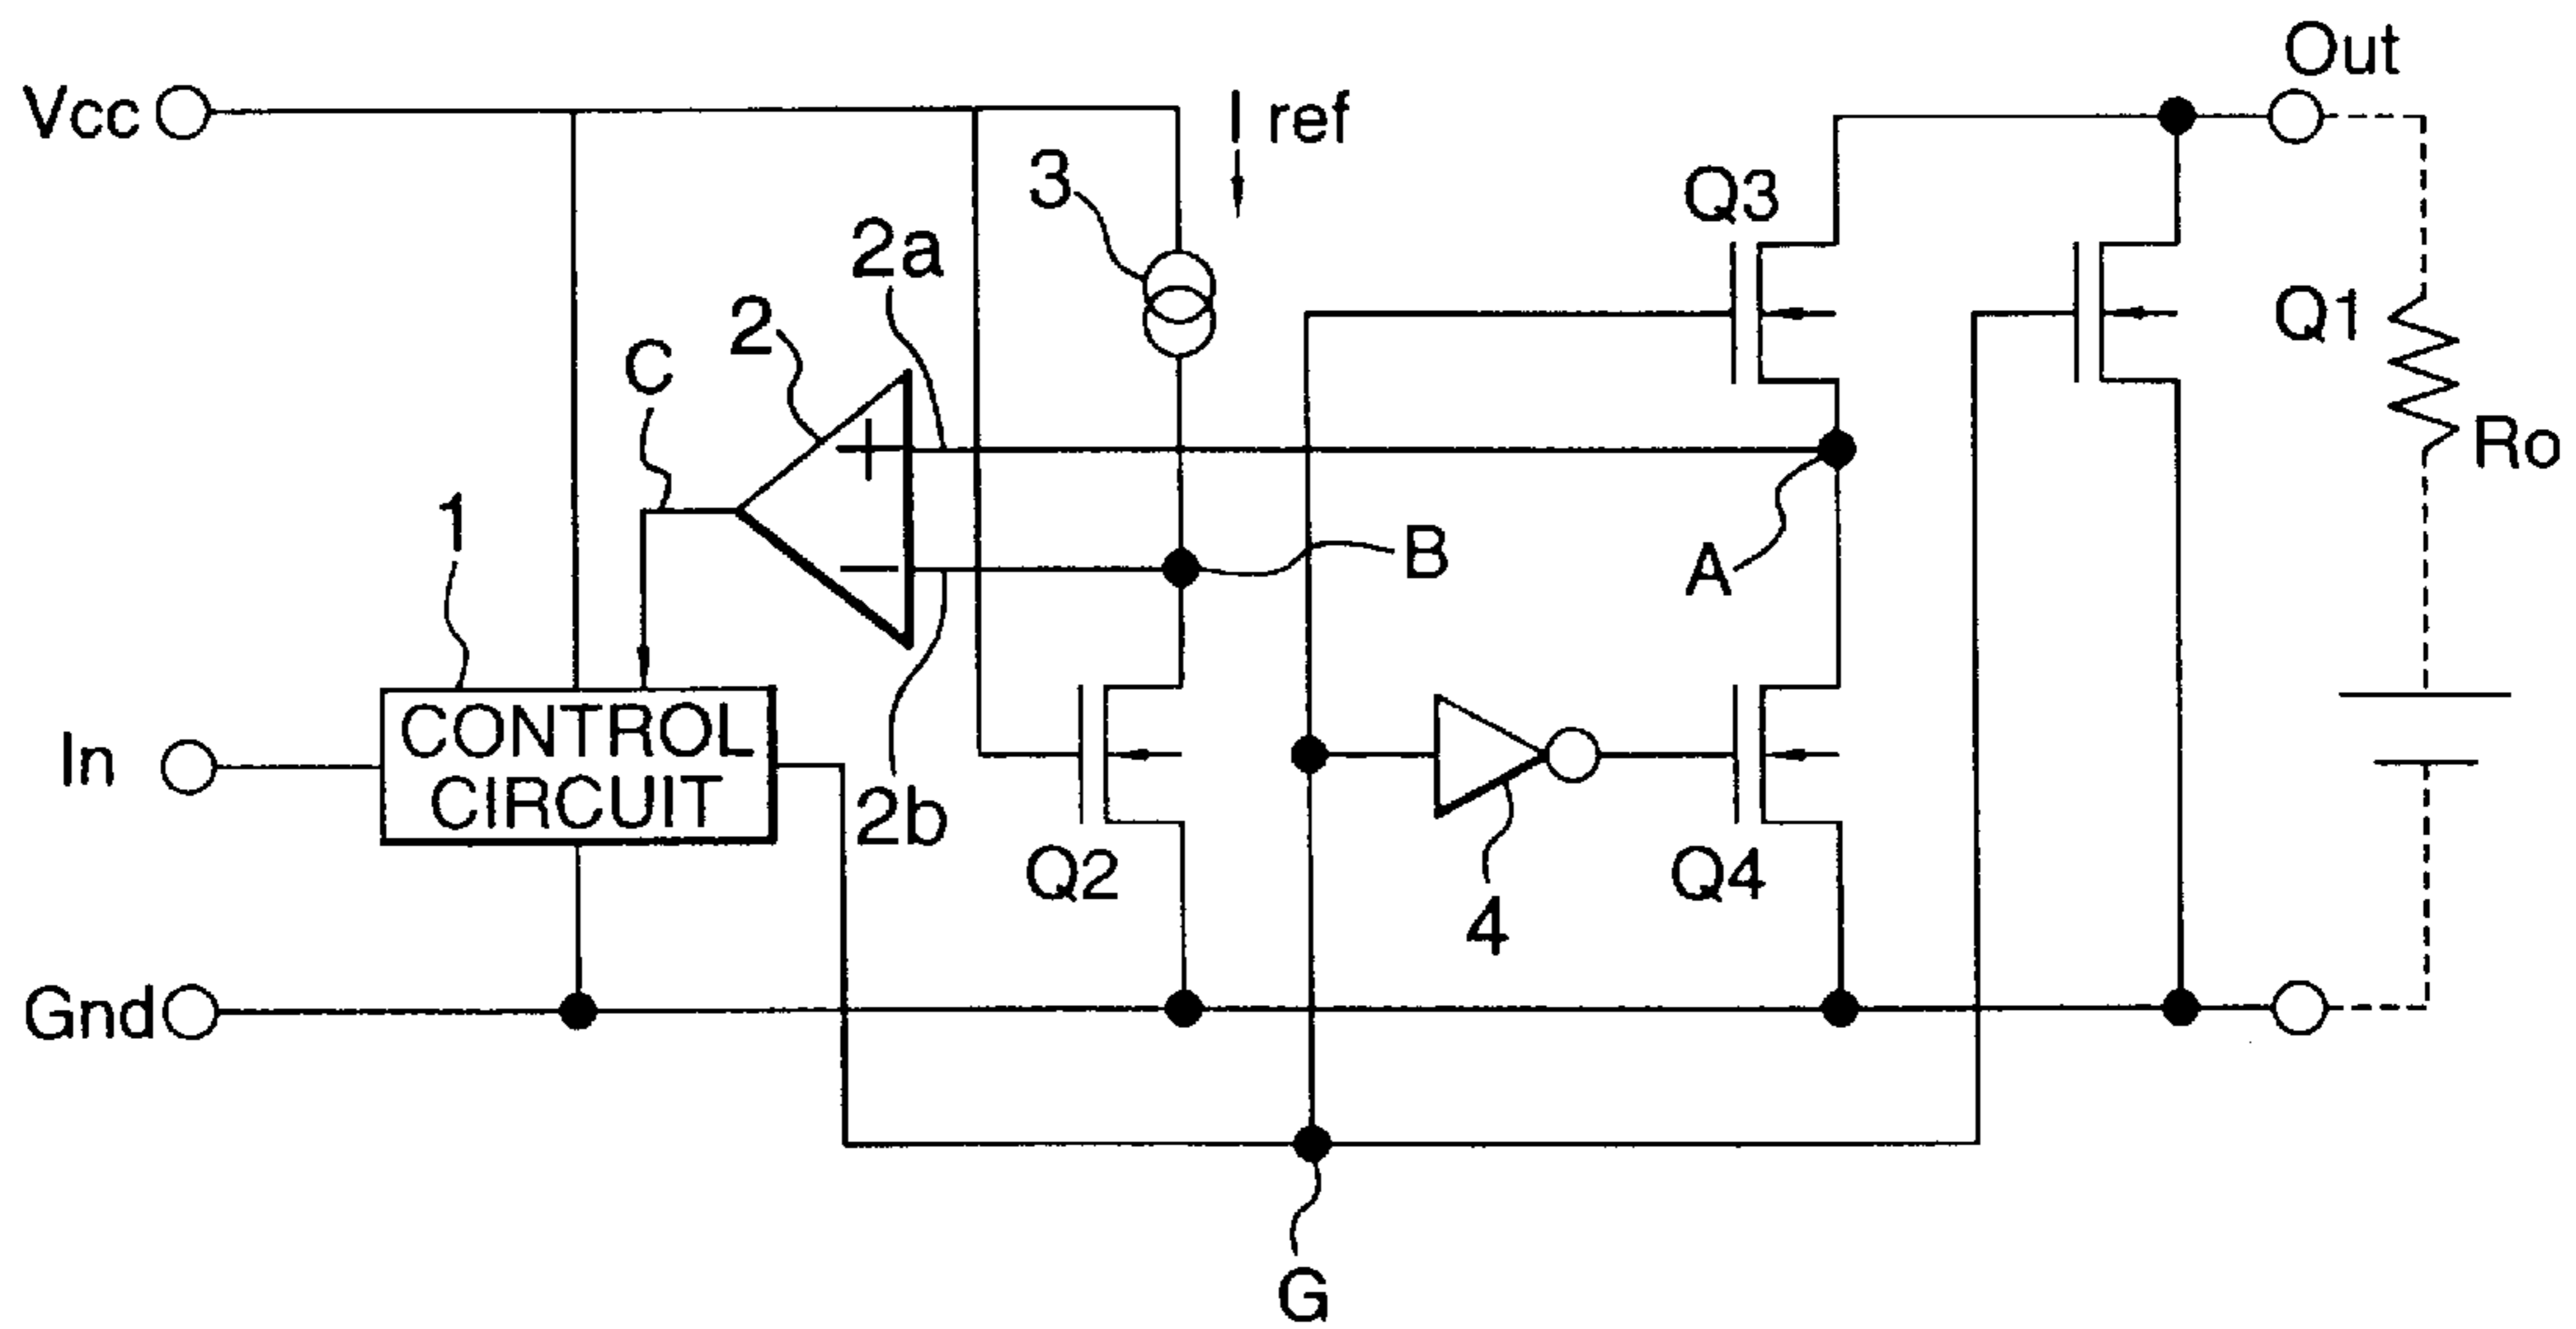 Out
Vcc
I ref
3
Q3
2a
2
Q1
C
Ro
1
B
A
CONTROL
CIRCUIT
In
2b
Q2
4
Q4
Gnd
G